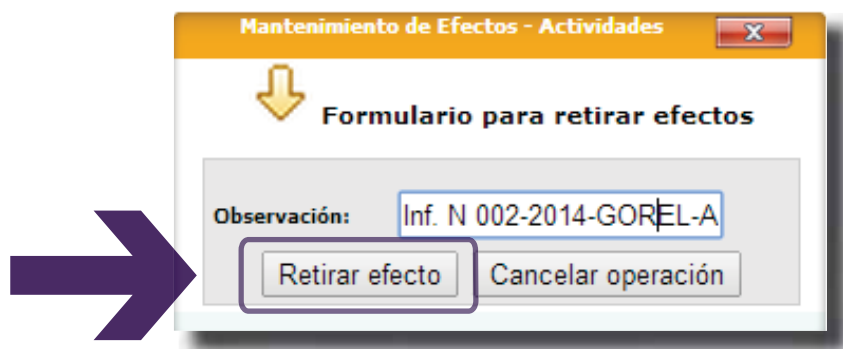 Mantenimiento de Efectos - Actividades x
Formulario para retirar efectos
Observación: Inf. N 002-2014-GOREL-A
Retirar efecto Cancelar operación